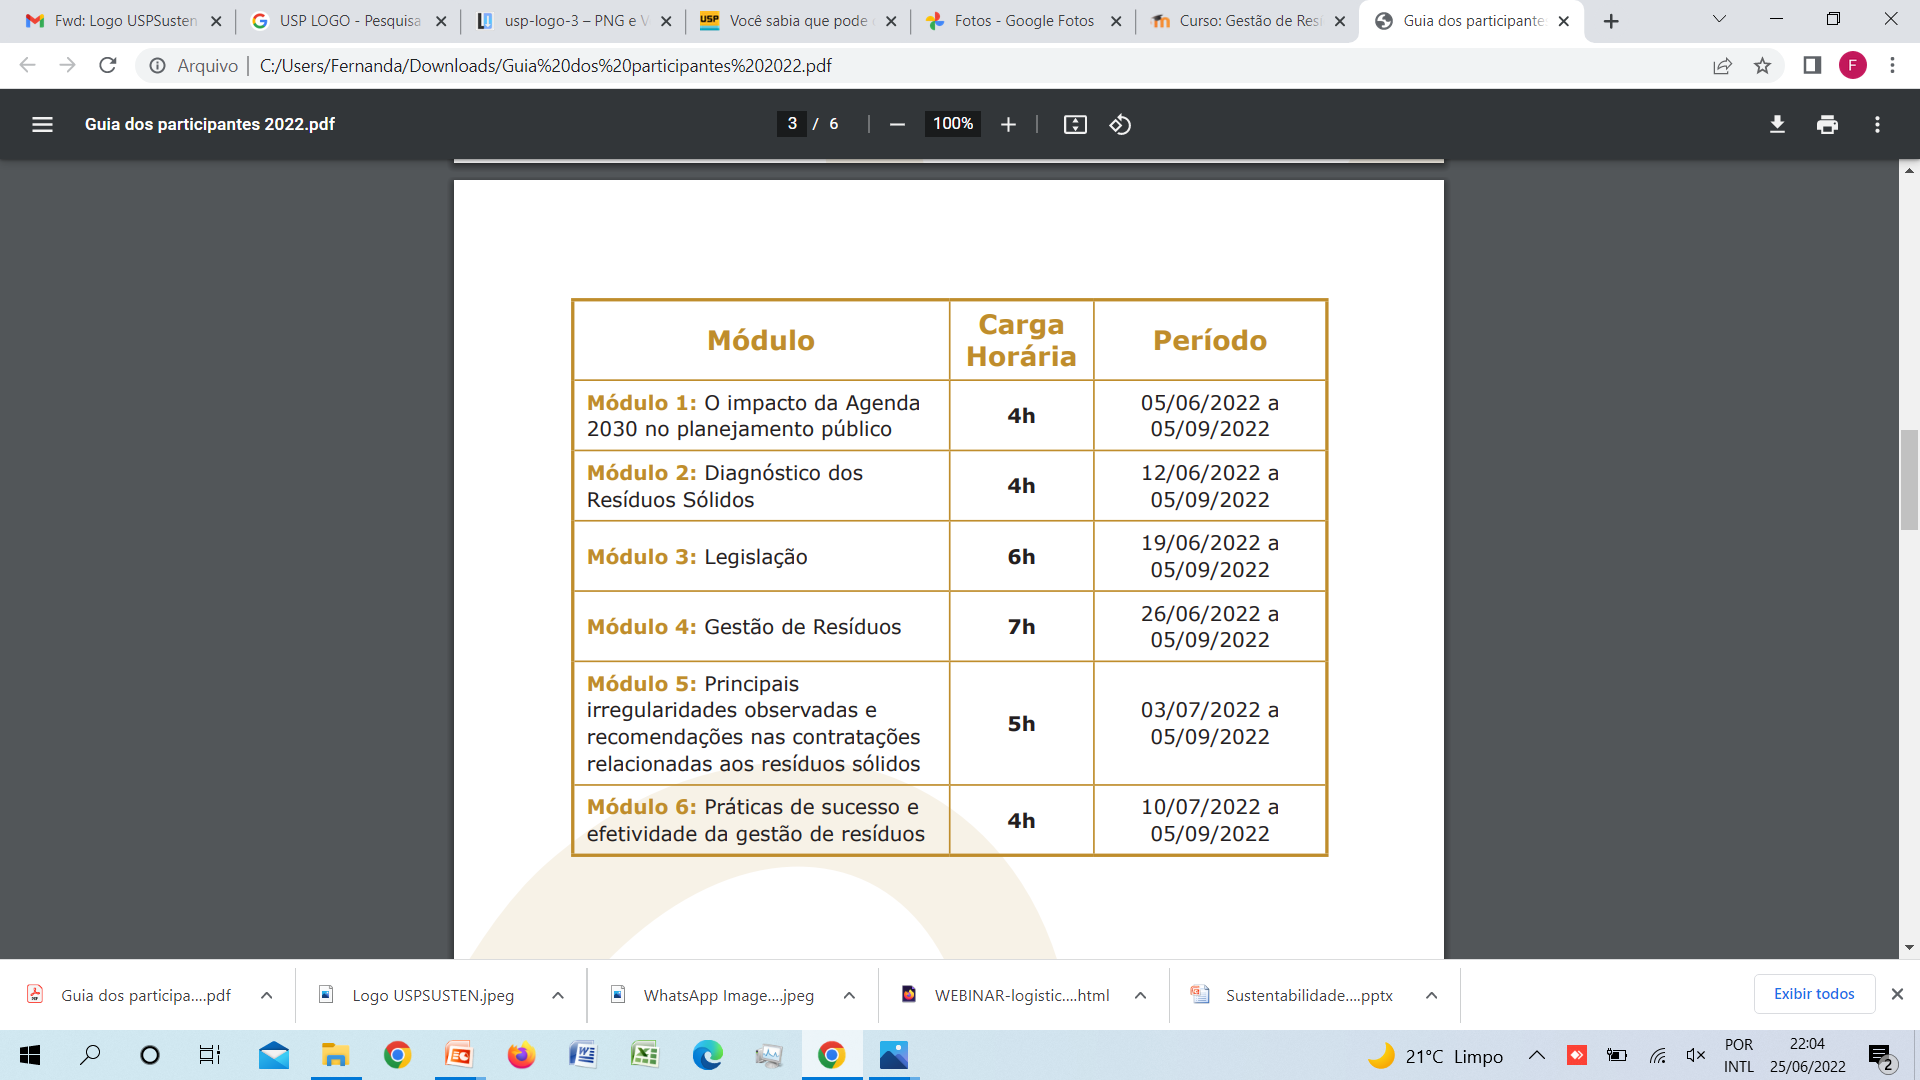 Fwd: Logo USPSusten
USP LOGO - Pesquisa
usp-logo-3 – PNG e V
Você sabia que pode
Fotos - Google Fotos
Curso: Gestão de Res
Guia dos participantes
Arquivo
C:/Users/Fernanda/Downloads/Guia%20dos%20participantes%202022.pdf
F
Guia dos participantes 2022.pdf
3 / 6
100%
Módulo
Carga
Horária
Período
Módulo 1: O impacto da Agenda
2030 no planejamento público
4h
05/06/2022 a
05/09/2022
Módulo 2: Diagnóstico dos
Resíduos Sólidos
4h
12/06/2022 a
05/09/2022
Módulo 3: Legislação
6h
19/06/2022 a
05/09/2022
Módulo 4: Gestão de Resíduos
7h
26/06/2022 a
05/09/2022
Módulo 5: Principais
irregularidades observadas e
recomendações nas contratações
relacionadas aos resíduos sólidos
5h
03/07/2022 a
05/09/2022
Módulo 6: Práticas de sucesso e
efetividade da gestão de resíduos
4h
10/07/2022 a
05/09/2022
Guia dos participa....pdf
Logo USPSUSTEN.jpeg
WhatsApp Image....jpeg
WEBINAR-logistic....html
Sustentabilidade....pptx
Exibir todos
21°C Limpo
POR
INTL
22:04
25/06/2022
2